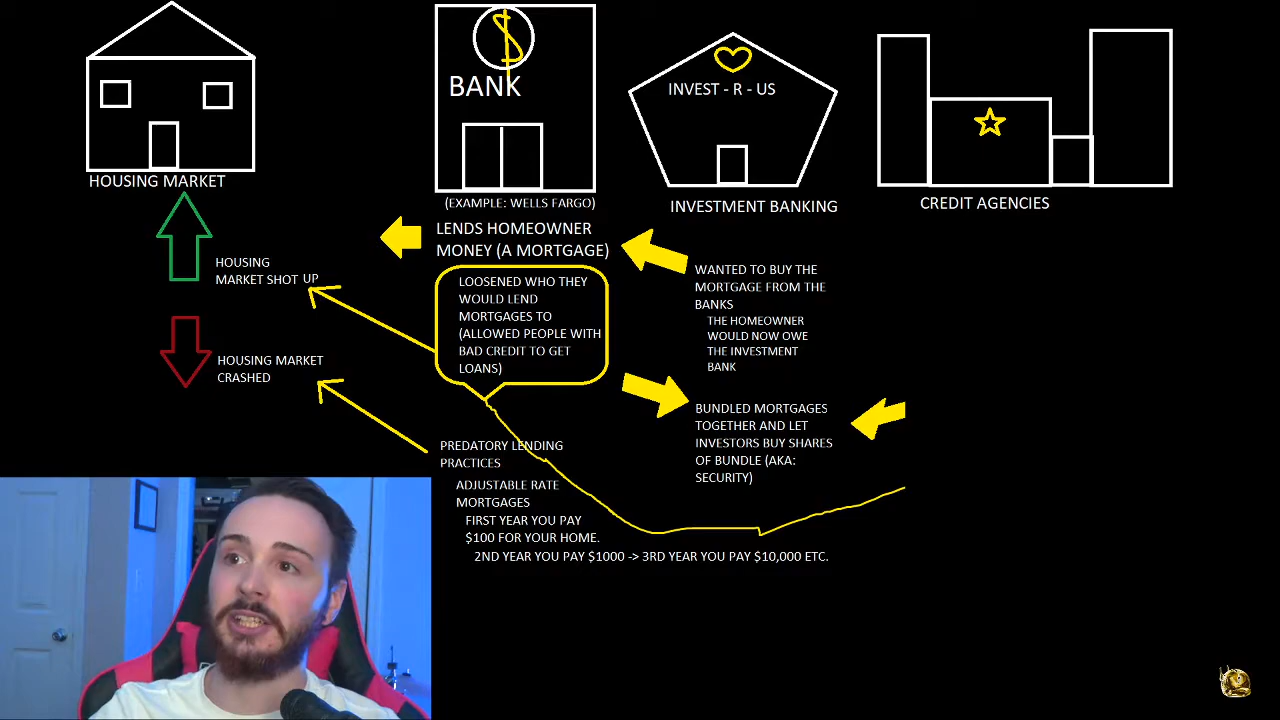 $
BANK
INVEST - R - US
HOUSING MARKET
(EXAMPLE: WELLS FARGO)
INVESTMENT BANKING
CREDIT AGENCIES
LENDS HOMEOWNER
MONEY (A MORTGAGE)
HOUSING
MARKET SHOT UP
HOUSING MARKET
CRASHED
LOOSENED WHO THEY
WOULD LEND
MORTGAGES TO
(ALLOWED PEOPLE WITH
BAD CREDIT TO GET
LOANS)
WANTED TO BUY THE
MORTGAGE FROM THE
BANKS
THE HOMEOWNER
WOULD NOW OWE
THE INVESTMENT
BANK
BUNDLED MORTGAGES
TOGETHER AND LET
INVESTORS BUY SHARES
OF BUNDLE (AKA:
SECURITY)
PREDATORY LENDING
PRACTICES
ADJUSTABLE RATE
MORTGAGES
FIRST YEAR YOU PAY
$100 FOR YOUR HOME.
2ND YEAR YOU PAY $1000 -> 3RD YEAR YOU PAY $10,000 ETC.